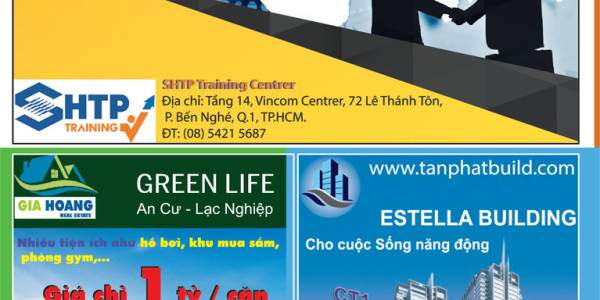 SHTP
TRAINING
SHTP Training Centrer
Địa chỉ: Tầng 14, Vincom Centrer, 72 Lê Thánh Tôn,
P. Bến Nghé, Q.1, TP.HCM.
ĐT: (08) 5421 5687
GIA HOANG
REAL ESTATE
GREEN LIFE
An Cư - Lạc Nghiệp
Nhiều tiện ích như hồ bơi, khu mua sắm,
phòng gym,...
Giá chỉ 1 tỷ / căn
www.tanphatbuild.com
ESTELLA BUILDING
Cho cuộc Sống năng động
CT1